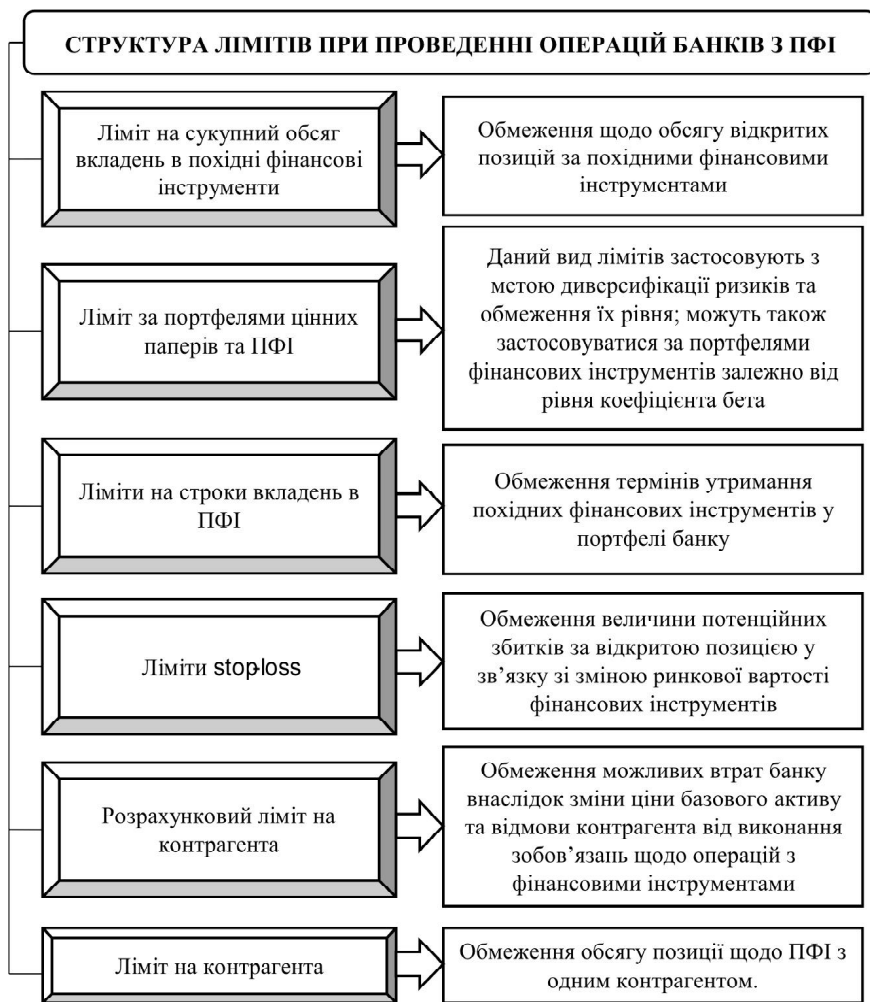 СТРУКТУРА ЛІМІТІВ ПРИ ПРОВЕДЕННІ ОПЕРАЦІЙ БАНКІВ З ПФІ
Ліміт на сукупний обсяг
вкладень в похідні фінансові
інструменти
Обмеження щодо обсягу відкритих
позицій за похідними фінансовими
інструментами
Ліміт за портфелями цінних
паперів та ПФІ
Даний вид лімітів застосовують з
метою диверсифікації ризиків та
обмеження їх рівня; можуть також
застосовуватися за портфелями
фінансових інструментів залежно від
рівня коефіцієнта бета
Ліміти на строки вкладень в
ПФІ
Обмеження термінів утримання
похідних фінансових інструментів у
портфелі банку
Ліміти stop-loss
Обмеження величини потенційних
збитків за відкритою позицією у
зв’язку зі зміною ринкової вартості
фінансових інструментів
Розрахунковий ліміт на
контрагента
Обмеження можливих втрат банку
внаслідок зміни ціни базового активу
та відмови контрагента від виконання
зобов’язань щодо операцій з
фінансовими інструментами
Ліміт на контрагента
Обмеження обсягу позиції щодо ПФІ з
одним контрагентом.